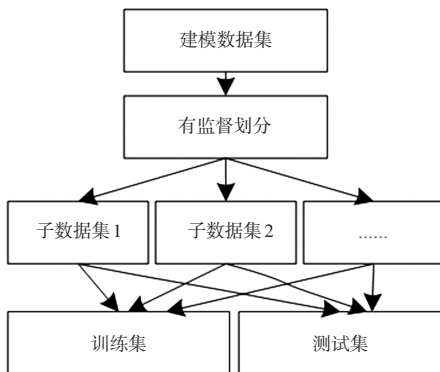 建模数据集
有监督划分
子数据集1
子数据集2
......
训练集
测试集